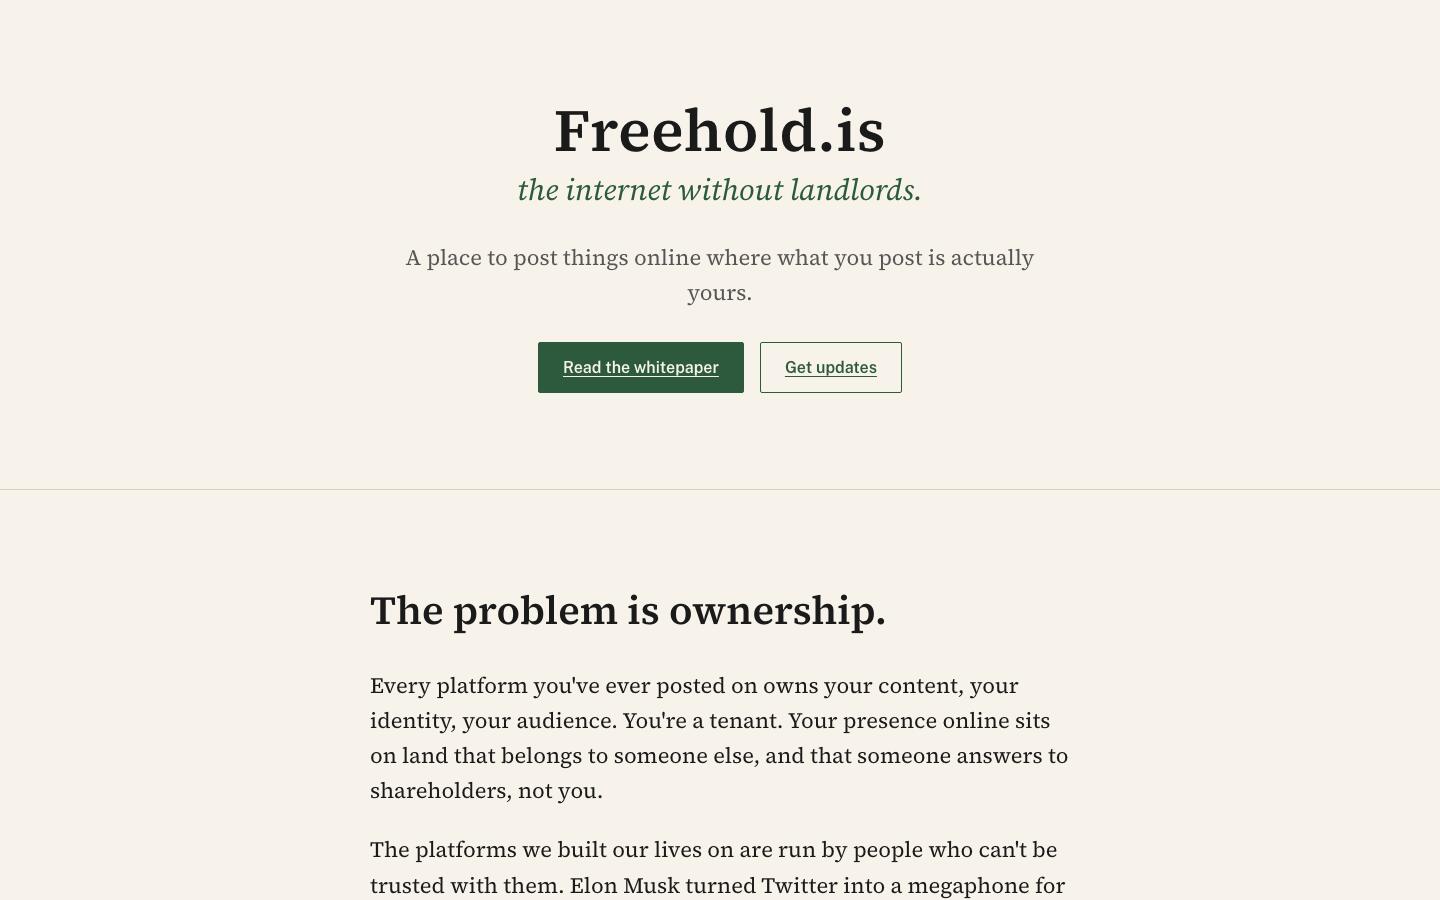 Freehold.is
the internet without landlords.
A place to post things online where what you post is actually
yours.
Read the whitepaper
Get updates
The problem is ownership.
Every platform you've ever posted on owns your content, your
identity, your audience. You're a tenant. Your presence online sits
on land that belongs to someone else, and that someone answers to
shareholders, not you.
The platforms we built our lives on are run by people who can't be
trusted with them. Elon Musk turned Twitter into a megaphone for